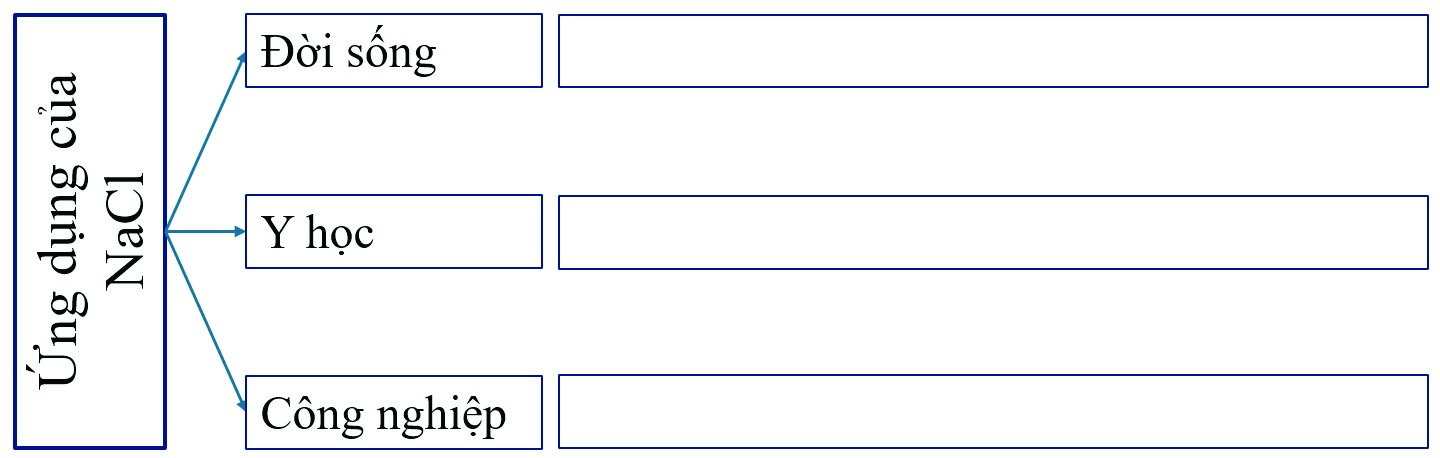 Ứng dụng của
NaCl
Đời sống
Y học
Công nghiệp